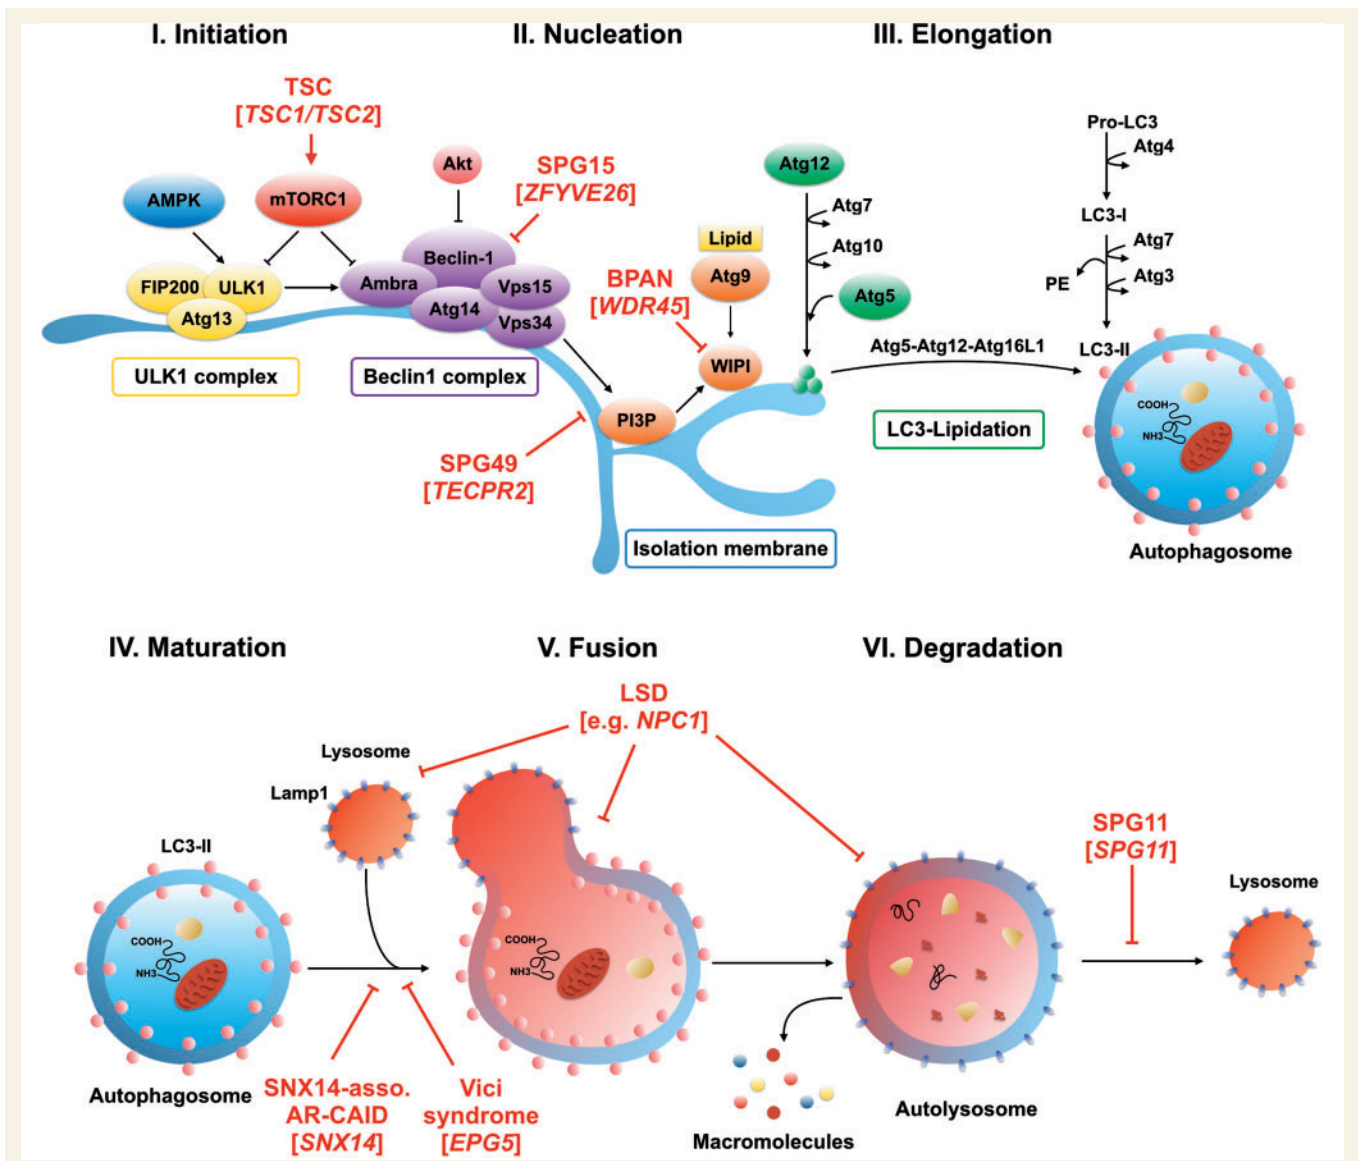 I. Initiation
II. Nucleation
III. Elongation
TSC
[TSC1/TSC2]
AMPK
mTORC1
Akt
SPG15
[ZFYVE26]
FIP200
ULK1
Atg13
Ambra
Beclin-1
Atg14
Vps15
Vps34
ULK1 complex
Beclin1 complex
BPAN
[WDR45]
Lipid
Atg9
WIPI
PI3P
SPG49
[TECPR2]
Isolation membrane
Atg12
Atg7
Atg10
Atg5
Atg5-Atg12-Atg16L1
LC3-Lipidation
Pro-LC3
Atg4
LC3-I
Atg7
PE
Atg3
LC3-II
COOH
NH3
Autophagosome
IV. Maturation
V. Fusion
VI. Degradation
LSD
[e.g. NPC1]
Lysosome
Lamp1
LC3-II
COOH
NH3
Autophagosome
SNX14-asso.
AR-CAID
[SNX14]
Vici
syndrome
[EPG5]
COOH
NH3
Macromolecules
Autolysosome
SPG11
[SPG11]
Lysosome